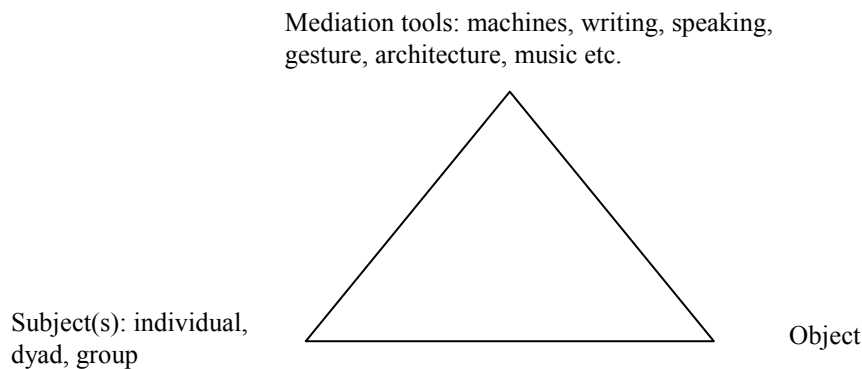 Mediation tools: machines, writing, speaking,
gesture, architecture, music etc.
Subject(s): individual,
dyad, group
Object